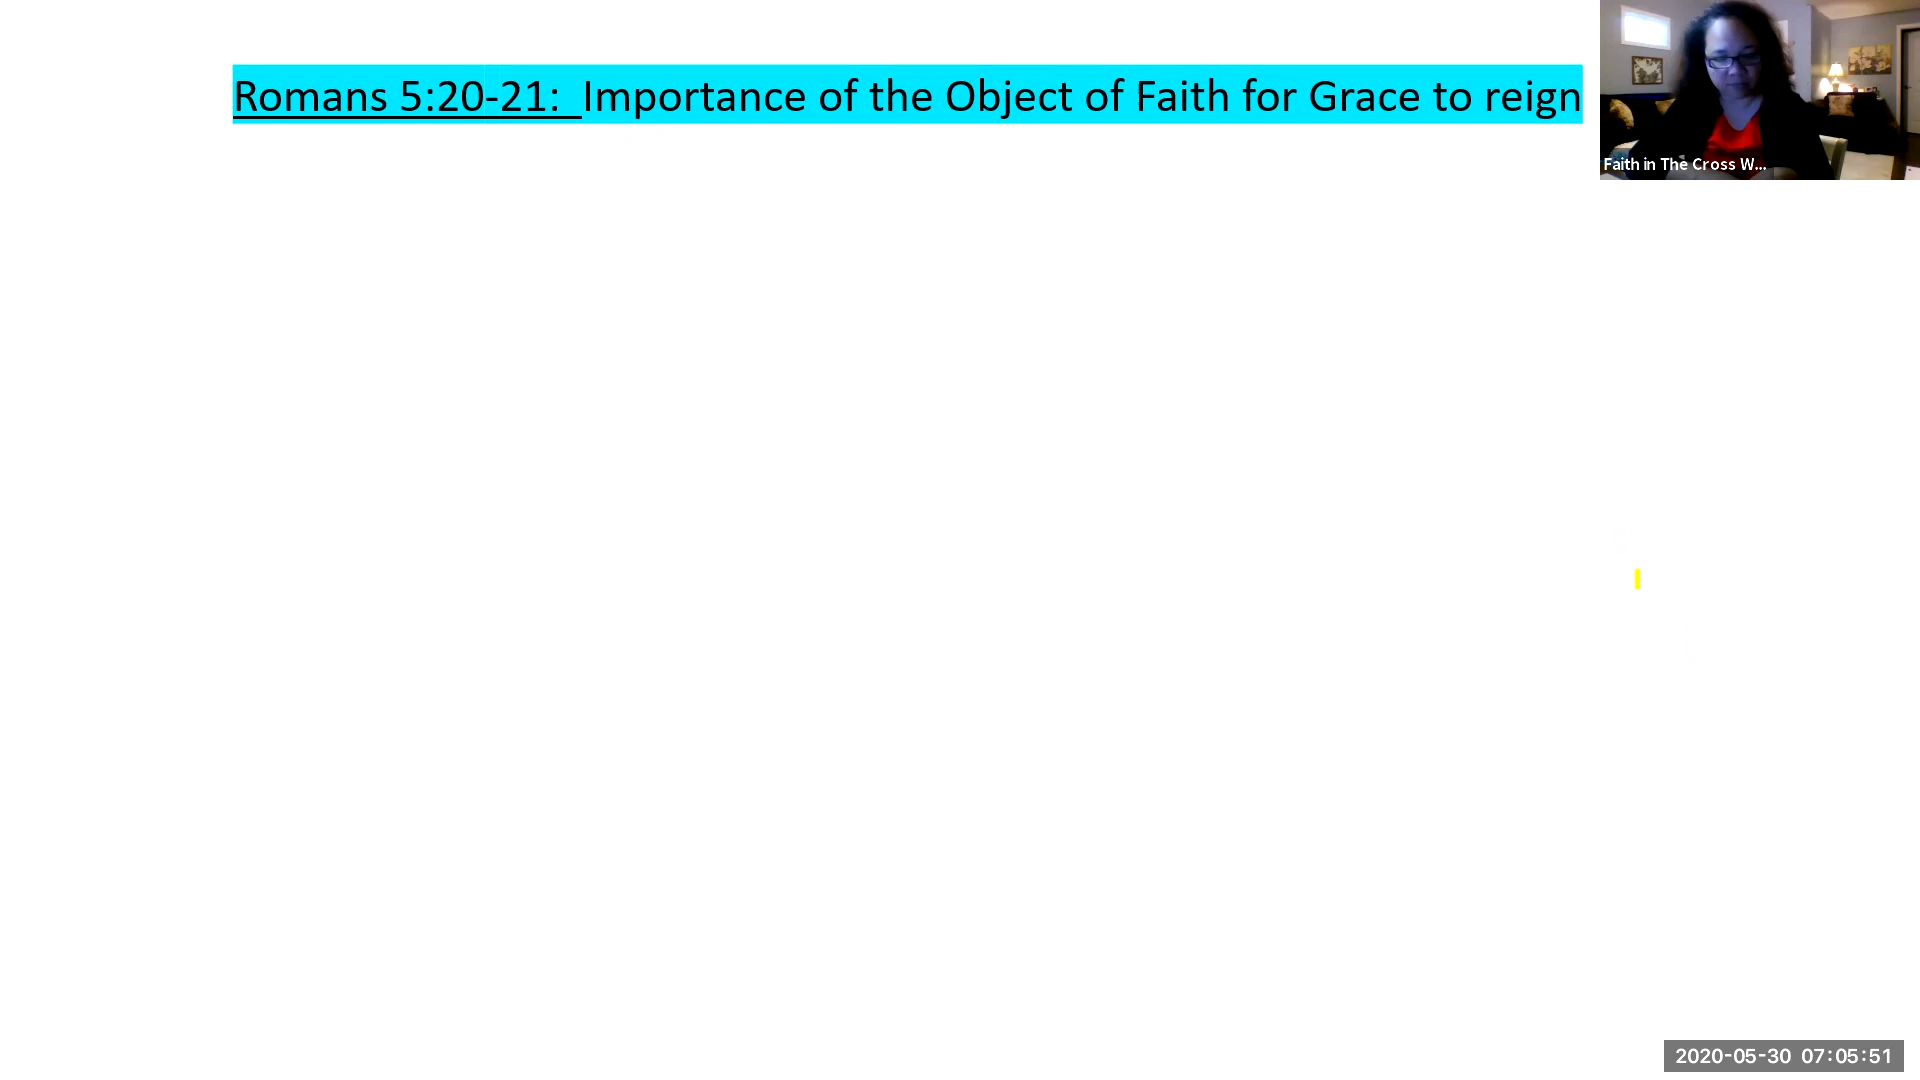 Romans 5:20-21:  Importance of the Object of Faith for Grace to reign
Faith in The Cross W...
2020-05-30 07:05:51